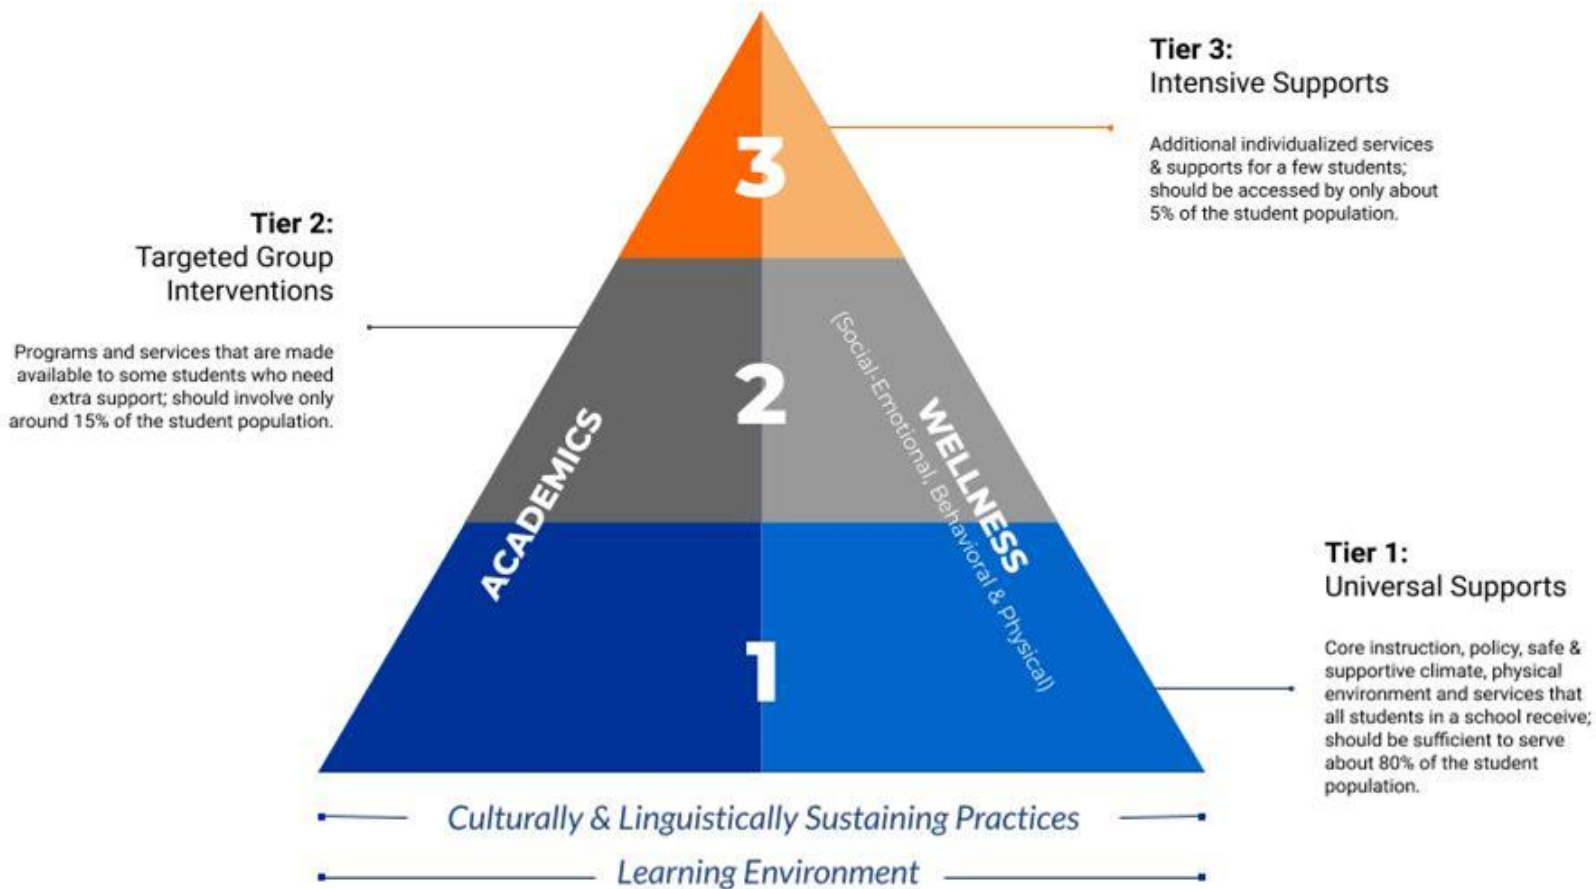 Tier 3:
Intensive Supports
Additional individualized services
& supports for a few students;
should be accessed by only about
5% of the student population.
3
Tier 2:
Targeted Group
Interventions
Programs and services that are made
available to some students who need
extra support; should involve only
around 15% of the student population.
2
ACADEMICS
WELLNESS
(Social-Emotional, Behavioral & Physical)
Tier 1:
Universal Supports
Core instruction, policy, safe &
supportive climate, physical
environment and services that
all students in a school receive;
should be sufficient to serve
about 80% of the student
population.
1
Culturally & Linguistically Sustaining Practices
Learning Environment